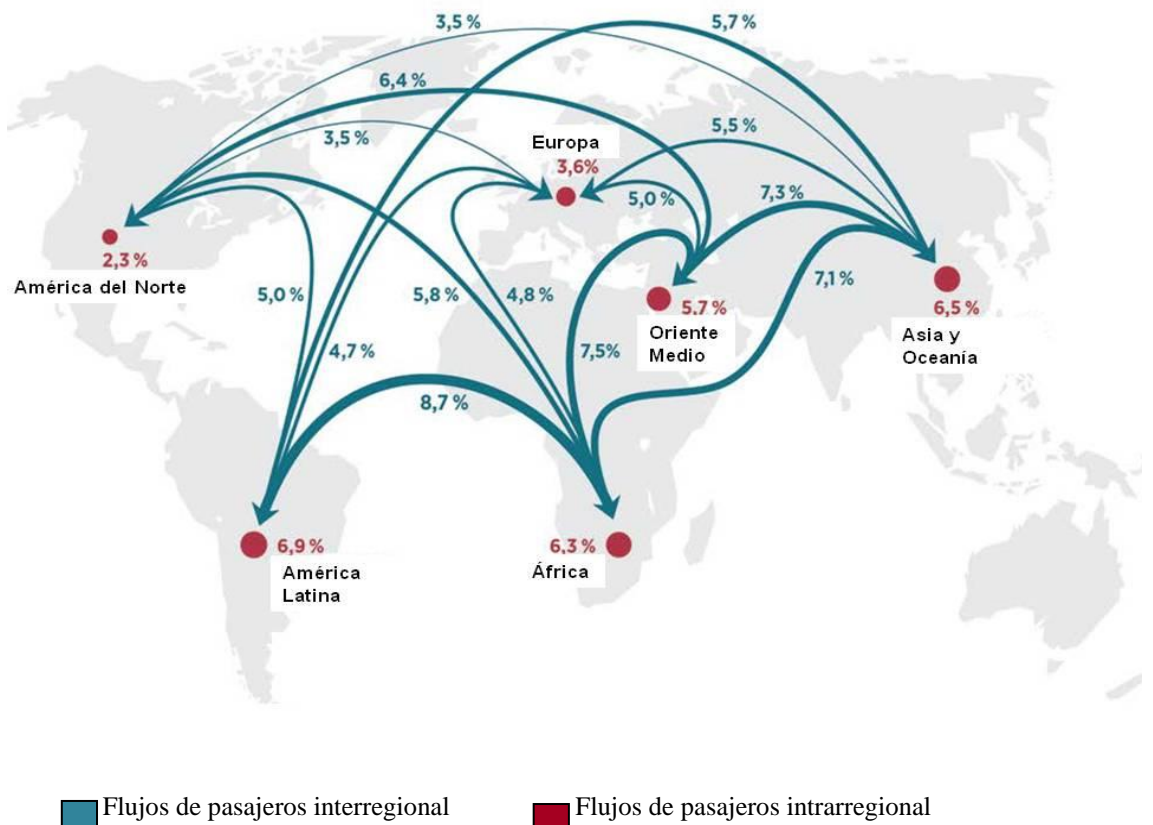 3,5 %
5,7 %
6,4 %
3,5 %
5,5 %
Europa
3,6%
5,0 %
7,3 %
2,3 %
América del Norte
5,0 %
5,8 %
4,8 %
7,1 %
5,7 %
Oriente
Medio
6,5 %
Asia y
Oceanía
4,7 %
7,5%
8,7 %
6,9 %
América
Latina
6,3 %
África
Flujos de pasajeros interregional
Flujos de pasajeros intrarregional